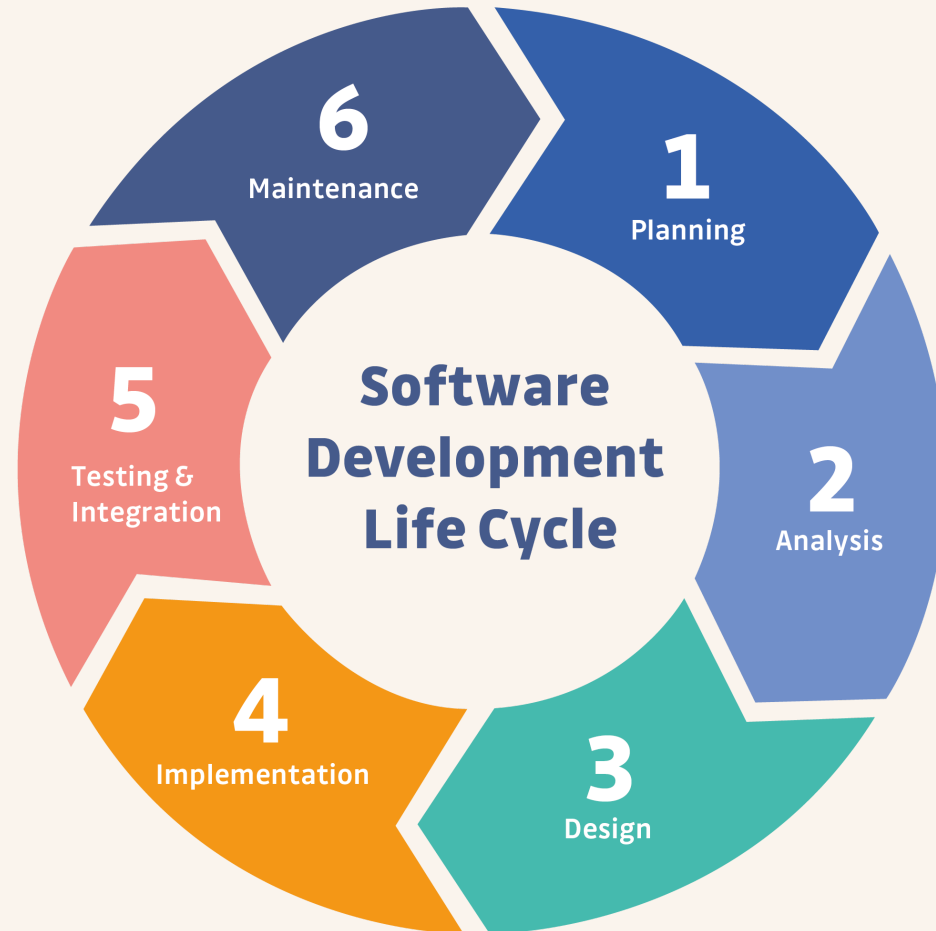 Software
Development
Life Cycle
1
Planning
2
Analysis
3
Design
4
Implementation
5
Testing &
Integration
6
Maintenance